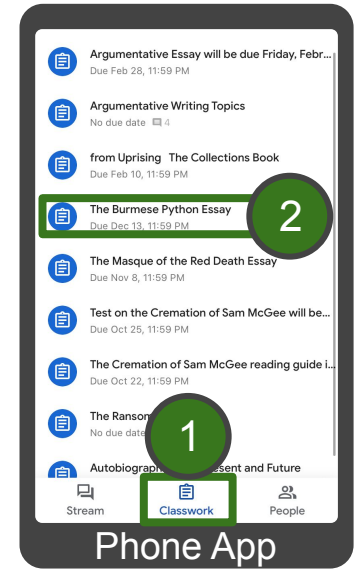 Argumentative Essay will be due Friday, Febr...
Due Feb 28, 11:59 PM
Argumentative Writing Topics
No due date 4
from Uprising The Collections Book
Due Feb 10, 11:59 PM
The Burmese Python Essay
Due Dec 13, 11:59 PM
2
The Masque of the Red Death Essay
Due Nov 8, 11:59 PM
Test on the Cremation of Sam McGee will be...
Due Oct 25, 11:59 PM
The Cremation of Sam McGee reading guide i...
Due Oct 22, 11:59 PM
The Ransom
No due date
1
Autobiograph sent and Future
Stream
Classwork
People
Phone App